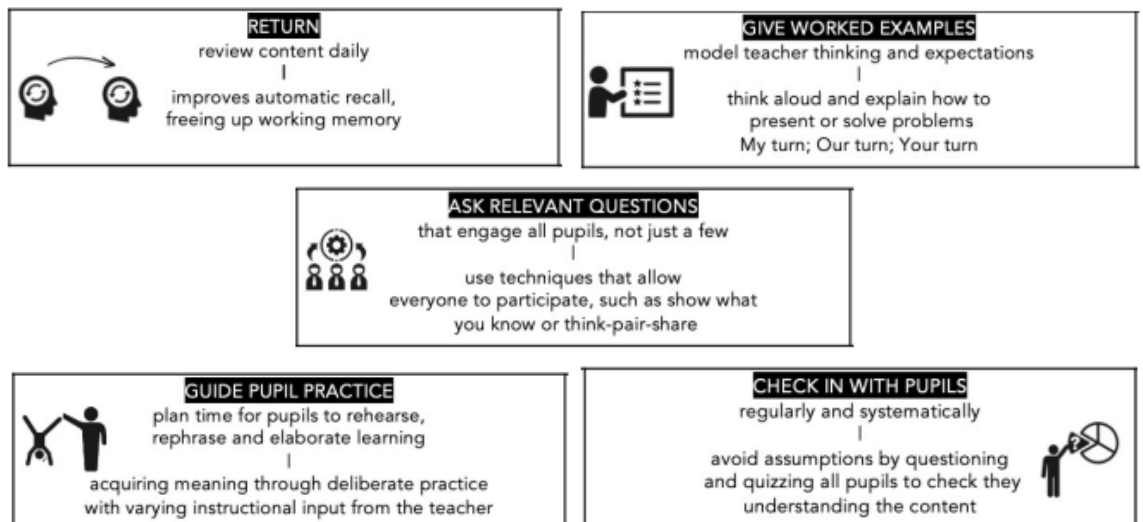 RETURN
review content daily
improves automatic recall,
freeing up working memory
GIVE WORKED EXAMPLES
model teacher thinking and expectations
think aloud and explain how to
present or solve problems
My turn; Our turn; Your turn
ASK RELEVANT QUESTIONS
that engage all pupils, not just a few
use techniques that allow
everyone to participate, such as show what
you know or think-pair-share
GUIDE PUPIL PRACTICE
plan time for pupils to rehearse,
rephrase and elaborate learning
acquiring meaning through deliberate practice
with varying instructional input from the teacher
CHECK IN WITH PUPILS
regularly and systematically
avoid assumptions by questioning
and quizzing all pupils to check they
understanding the content
?